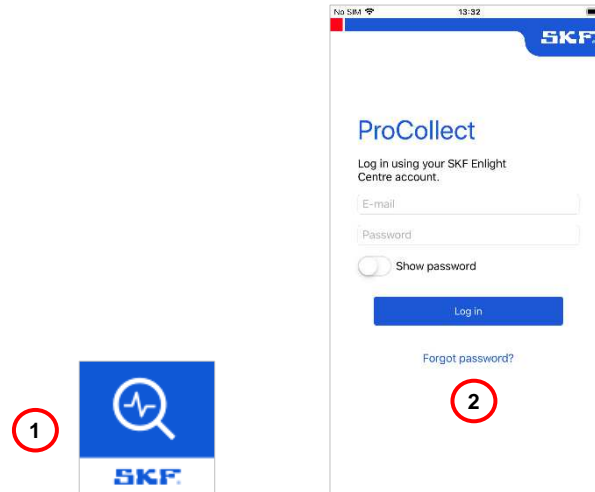 No SIM 13:32
SKF.
ProCollect
Log in using your SKF Enlight
Centre account.
E-mail
Password
Show password
Log in
Forgot password?
2
1
SKF.